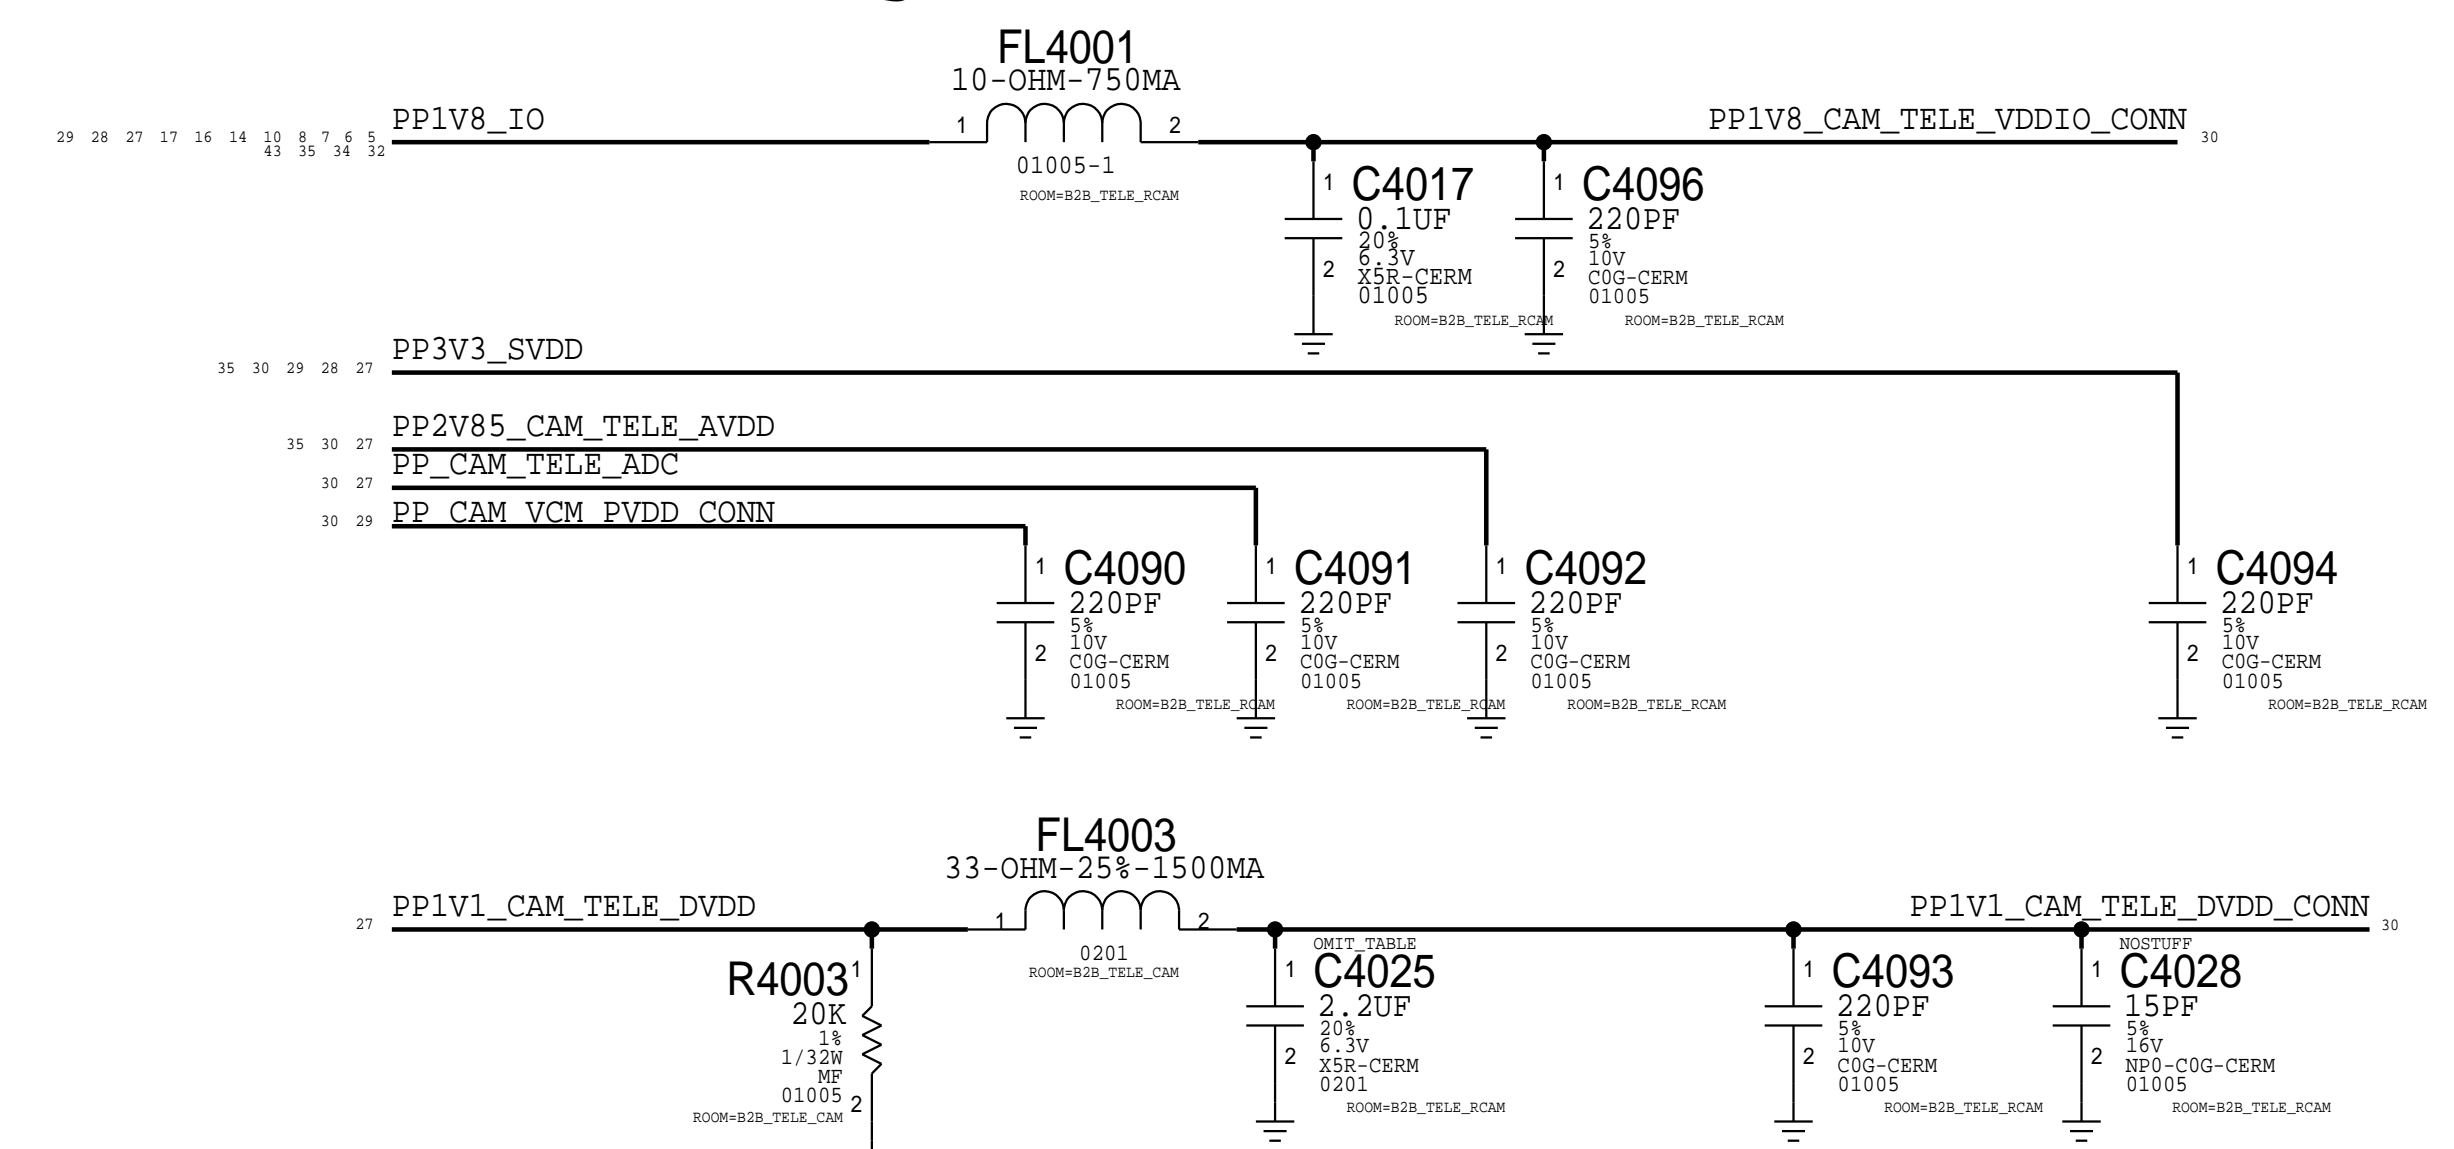 FL4001
10-OHM-750MA
PP1V8_IO
1
2
PP1V8_CAM_TELE_VDDIO_CONN
30
29 28 27 17 16 14 10 8 7 6 5
43 35 34 32
01005-1
ROOM=B2B_TELE_RCAM
1
C4017
0.1UF
20%
6.3V
2
X5R-CERM
01005
ROOM=B2B_TELE_RCAM
1
C4096
220PF
5%
10V
2
C0G-CERM
01005
ROOM=B2B_TELE_RCAM
PP3V3_SVDD
35 30 29 28 27
PP2V85_CAM_TELE_AVDD
35 30 27
PP_CAM_TELE_ADC
30 27
PP_CAM_VCM_PVDD_CONN
30 29
1
C4090
220PF
5%
10V
2
C0G-CERM
01005
ROOM=B2B_TELE_RCAM
1
C4091
220PF
5%
10V
2
C0G-CERM
01005
ROOM=B2B_TELE_RCAM
1
C4092
220PF
5%
10V
2
C0G-CERM
01005
ROOM=B2B_TELE_RCAM
1
C4094
220PF
5%
10V
2
C0G-CERM
01005
ROOM=B2B_TELE_RCAM
FL4003
33-OHM-25%-1500MA
PP1V1_CAM_TELE_DVDD
27
1
2
PP1V1_CAM_TELE_DVDD_CONN
30
0201
ROOM=B2B_TELE_CAM
R4003
1
20K
1%
1/32W
MF
01005
2
ROOM=B2B_TELE_CAM
OMIT_TABLE
1
C4025
2.2UF
20%
6.3V
2
X5R-CERM
0201
ROOM=B2B_TELE_RCAM
1
C4093
220PF
5%
10V
2
C0G-CERM
01005
ROOM=B2B_TELE_RCAM
NOSTUFF
1
C4028
15PF
5%
16V
2
NP0-C0G-CERM
01005
ROOM=B2B_TELE_RCAM